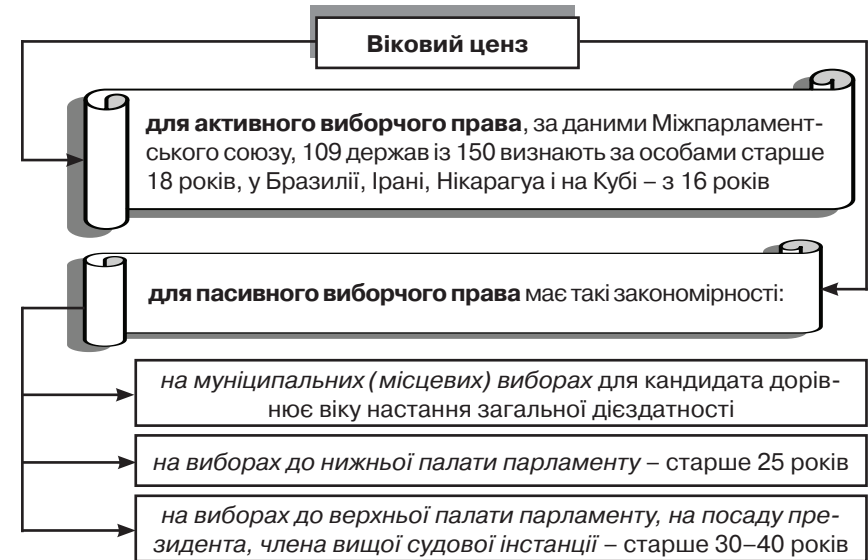 Віковий ценз
для активного виборчого права, за даними Міжпарламент-
ського союзу, 109 держав із 150 визнають за особами старше
18 років, у Бразилії, Ірані, Нікарагуа і на Кубі – з 16 років
для пасивного виборчого права має такі закономірності:
на муніципальних (місцевих) виборах для кандидата дорів-
нює віку настання загальної дієздатності
на виборах до нижньої палати парламенту – старше 25 років
на виборах до верхньої палати парламенту, на посаду пре-
зидента, члена вищої судової інстанції – старше 30–40 років